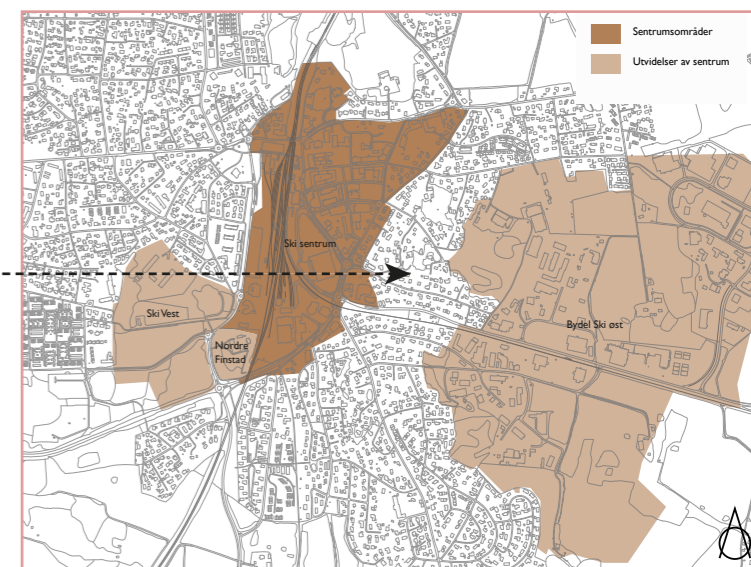 Sentrumsområder
Utvidelser av sentrum
Ski sentrum
Ski Vest
Nordre
Finstad
Bydel Ski øst